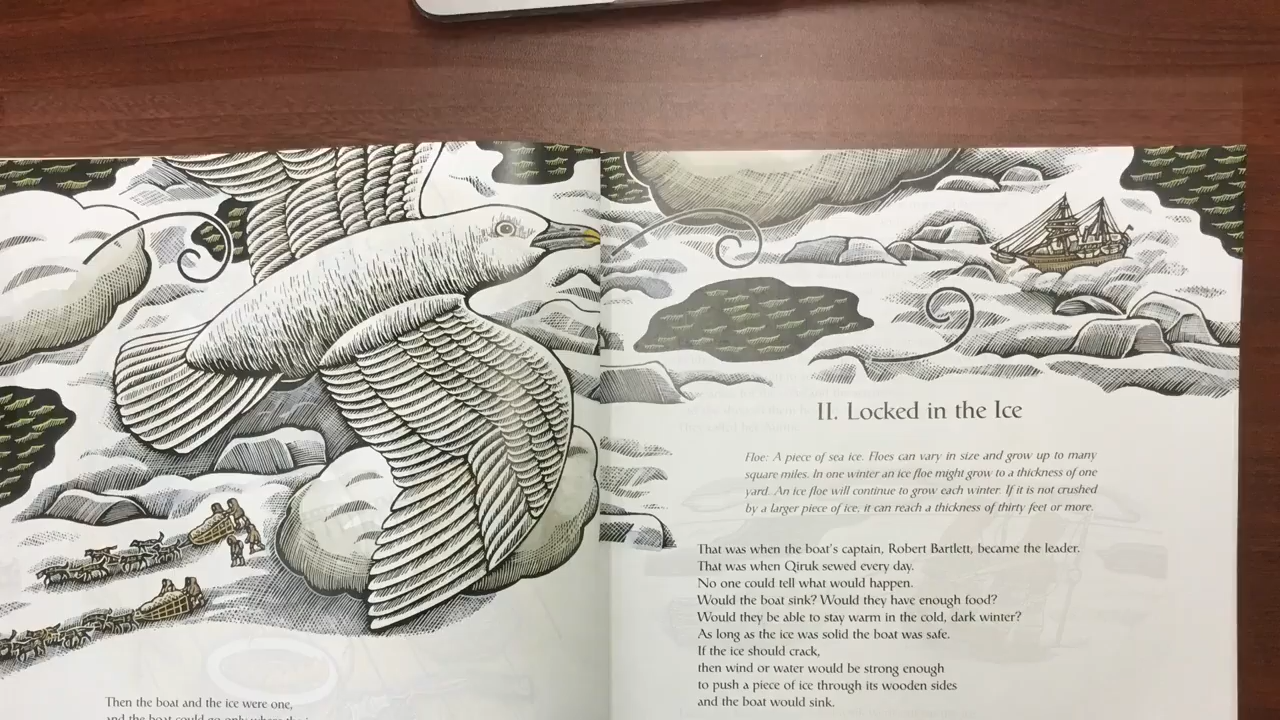 Then the boat and the ice were one,
and the boat could go only where the
II. Locked in the Ice
Floe: A piece of sea ice. Floes can vary in size and grow up to many
square miles. In one winter an ice floe might grow to a thickness of one
yard. An ice floe will continue to grow each winter. If it is not crushed
by a larger piece of ice, it can reach a thickness of thirty feet or more.
That was when the boat's captain, Robert Bartlett, became the leader.
That was when Qiruk sewed every day.
No one could tell what would happen.
Would the boat sink? Would they have enough food?
Would they be able to stay warm in the cold, dark winter?
As long as the ice was solid the boat was safe.
If the ice should crack,
then wind or water would be strong enough
to push a piece of ice through its wooden sides
and the boat would sink.